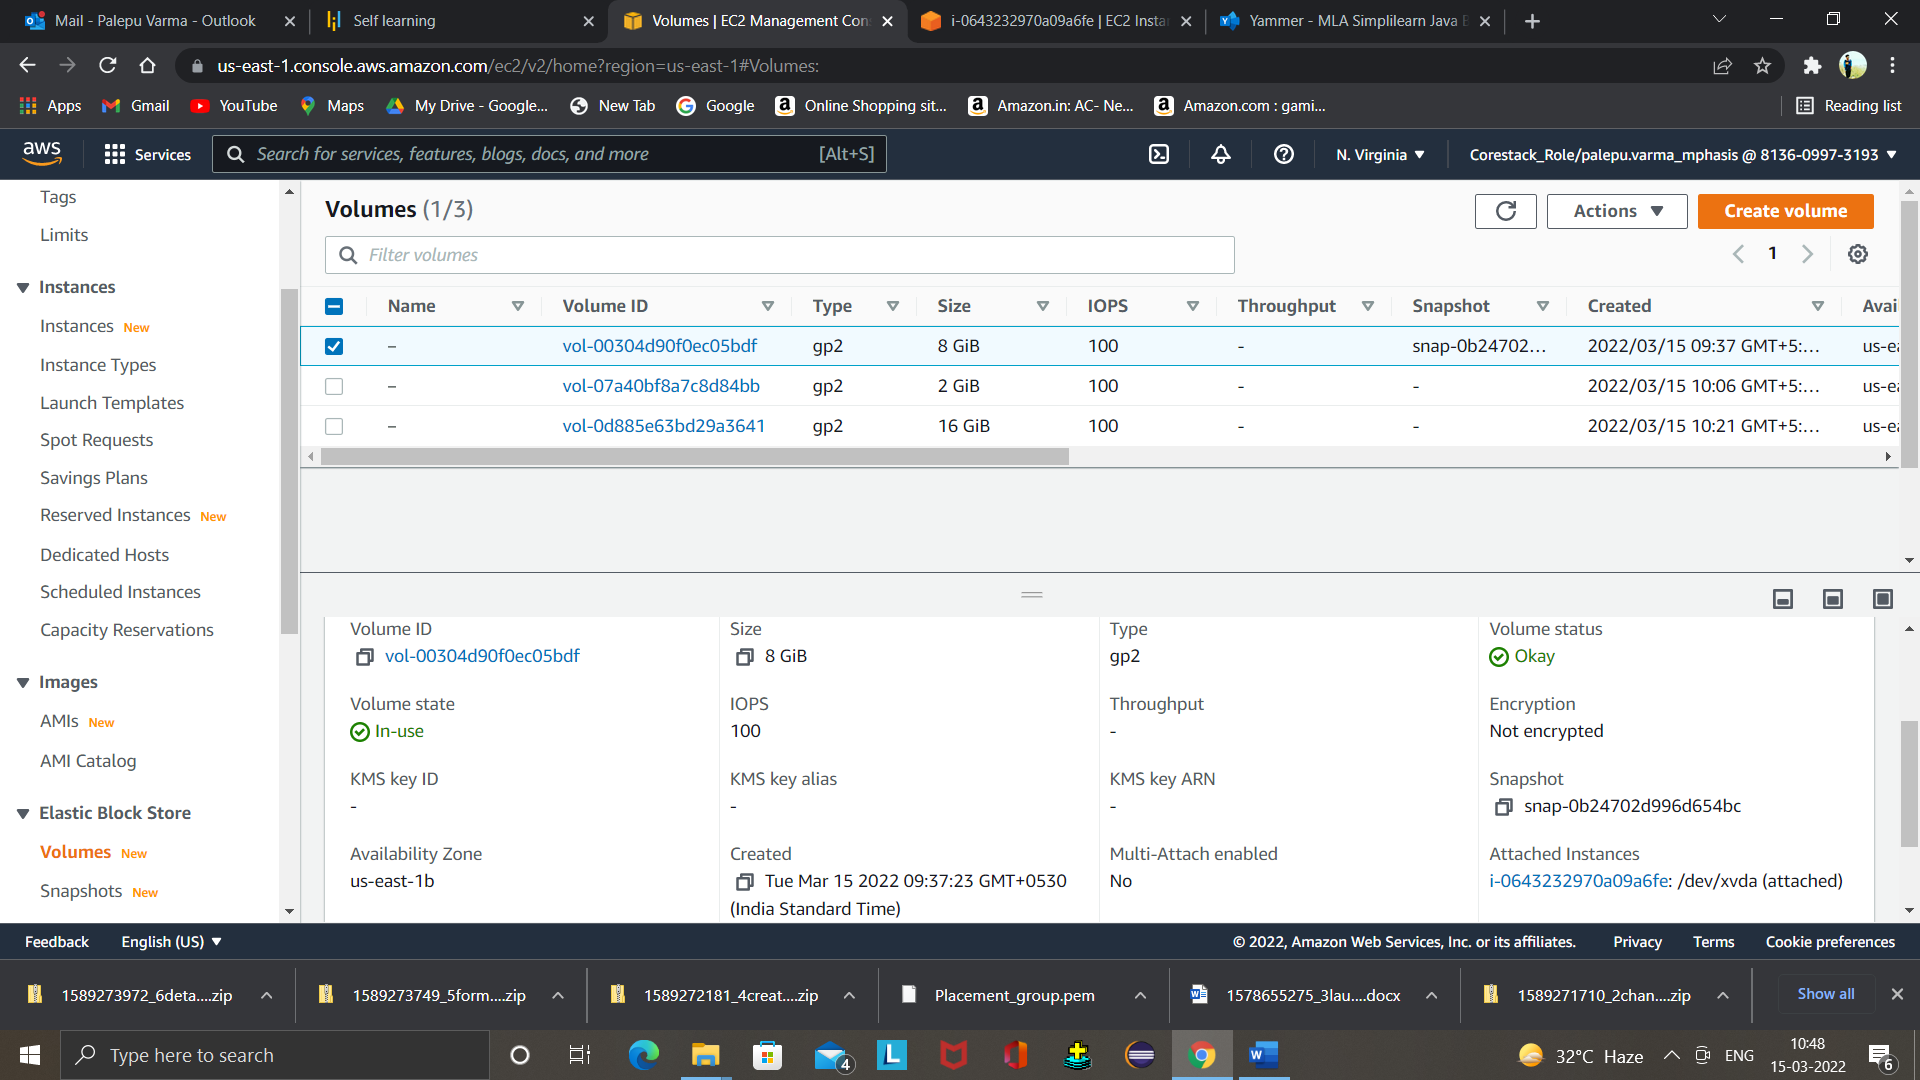 Mail - Palepu Varma - Outlook
Self learning
Volumes | EC2 Management Con
i-0643232970a09a6fe | EC2 Instan
Yammer - MLA Simplilearn Java B
us-east-1.console.aws.amazon.com/ec2/v2/home?region=us-east-1#Volumes:
Apps
Gmail
YouTube
Maps
My Drive - Google...
New Tab
Google
Online Shopping sit...
Amazon.in: AC- Ne...
Amazon.com : gami...
Reading list
aws
Services
Search for services, features, blogs, docs, and more
[Alt+S]
N. Virginia
Corestack_Role/palepu.varma_mphasis @ 8136-0997-3193
Tags
Limits
Instances
Instances New
Instance Types
Launch Templates
Spot Requests
Savings Plans
Reserved Instances New
Dedicated Hosts
Scheduled Instances
Capacity Reservations
Images
AMIs New
AMI Catalog
Elastic Block Store
Volumes New
Snapshots New
Volumes (1/3)
Actions
Create volume
Filter volumes
1
Name Volume ID Type Size IOPS Throughput Snapshot Created Avai
– vol-00304d90f0ec05bdf gp2 8 GiB 100 - snap-0b24702... 2022/03/15 09:37 GMT+5:... us-ea
– vol-07a40bf8a7c8d84bb gp2 2 GiB 100 - - 2022/03/15 10:06 GMT+5:... us-ea
– vol-0d885e63bd29a3641 gp2 16 GiB 100 - - 2022/03/15 10:21 GMT+5:... us-ea
Volume ID
vol-00304d90f0ec05bdf
Size
8 GiB
Type
gp2
Volume status
Okay
Volume state
In-use
IOPS
100
Throughput
-
Encryption
Not encrypted
KMS key ID
-
KMS key alias
-
KMS key ARN
-
Snapshot
snap-0b24702d996d654bc
Availability Zone
us-east-1b
Created
Tue Mar 15 2022 09:37:23 GMT+0530
(India Standard Time)
Multi-Attach enabled
No
Attached Instances
i-0643232970a09a6fe: /dev/xvda (attached)
Feedback
English (US)
© 2022, Amazon Web Services, Inc. or its affiliates.
Privacy
Terms
Cookie preferences
1589273972_6deta....zip
1589273749_5form....zip
1589272181_4creat....zip
Placement_group.pem
1578655275_3lau....docx
1589271710_2chan....zip
Show all
Type here to search
4
L
32°C Haze
ENG
10:48
15-03-2022
6